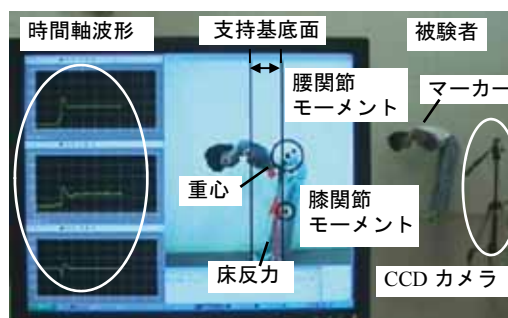 時間軸波形
支持基底面
被験者
腰関節
モーメント
マーカー
重心
膝関節
モーメント
床反力
CCD カメラ